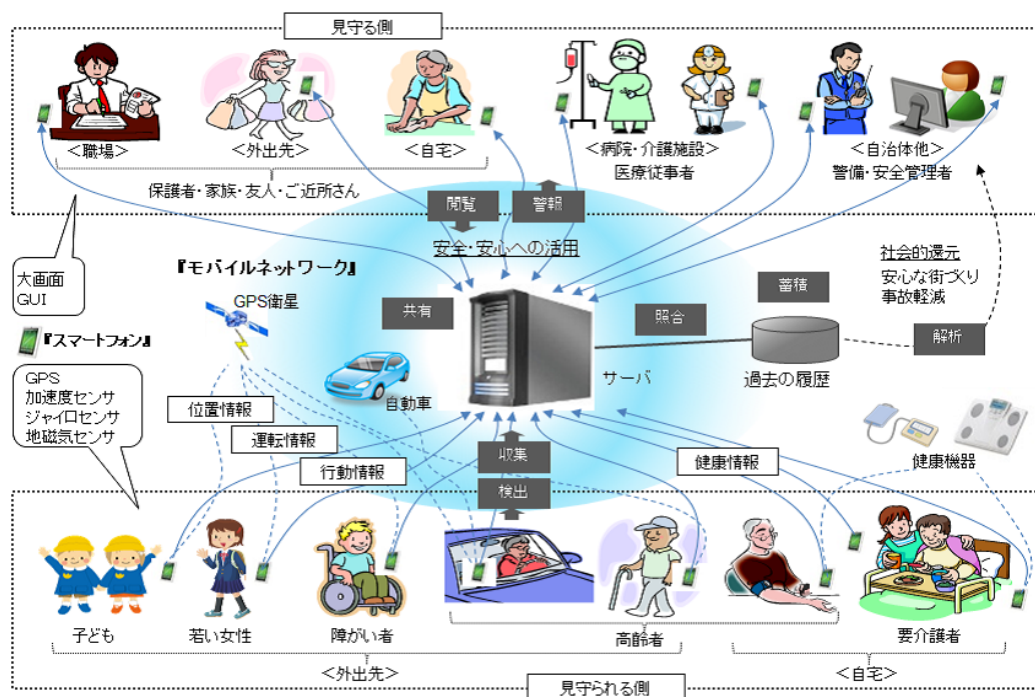 見守る側
<職場>
<外出先>
<自宅>
<病院・介護施設>
<自治体他>
保護者・家族・友人・ご近所さん
医療従事者
警備・安全管理者
閲覧
警報
安全・安心への活用
大画面
GUI
『モバイルネットワーク』
GPS衛星
共有
照合
蓄積
社会的還元
安心な街づくり
事故軽減
解析
『スマートフォン』
サーバ
過去の履歴
自動車
GPS
加速度センサ
ジャイロセンサ
地磁気センサ
位置情報
運転情報
行動情報
収集
健康情報
健康機器
検出
子ども
若い女性
障がい者
高齢者
要介護者
<外出先>
<自宅>
見守られる側